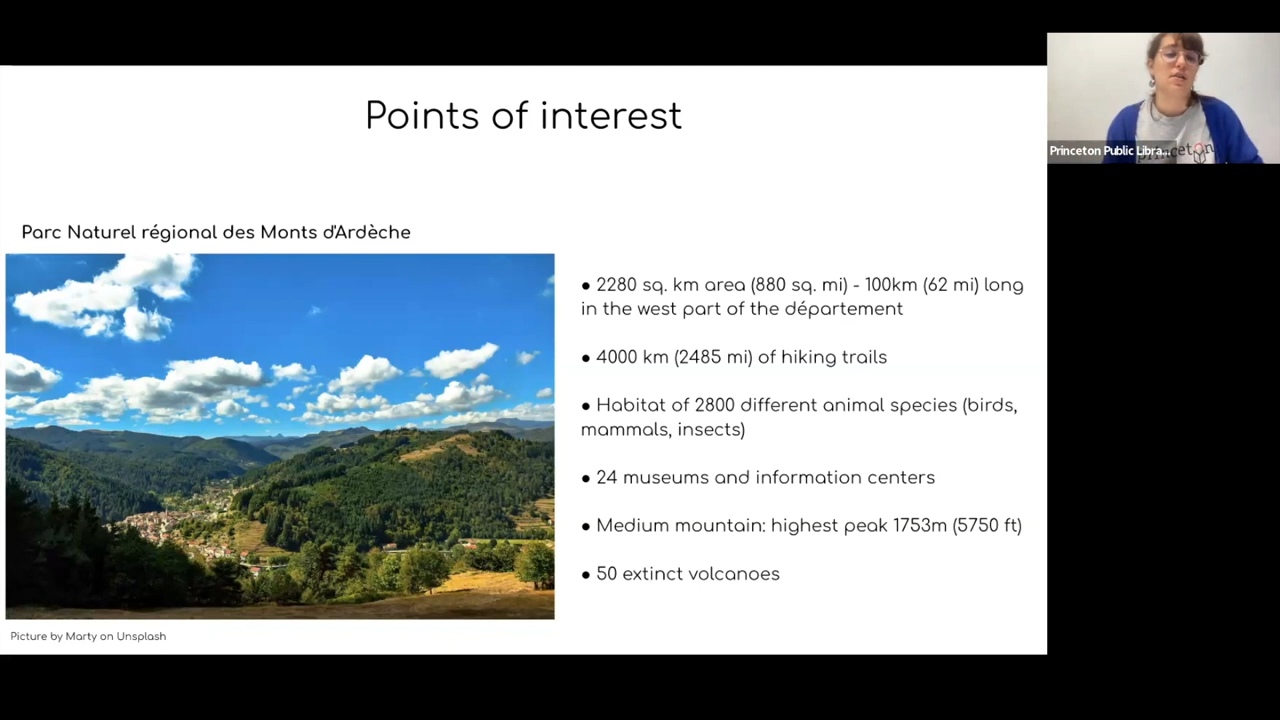 Points of interest
Princeton Public Libra...
Parc Naturel régional des Monts d'Ardèche
● 2280 sq. km area (880 sq. mi) - 100km (62 mi) long
in the west part of the département
● 4000 km (2485 mi) of hiking trails
● Habitat of 2800 different animal species (birds,
mammals, insects)
● 24 museums and information centers
● Medium mountain: highest peak 1753m (5750 ft)
● 50 extinct volcanoes
Picture by Marty on Unsplash